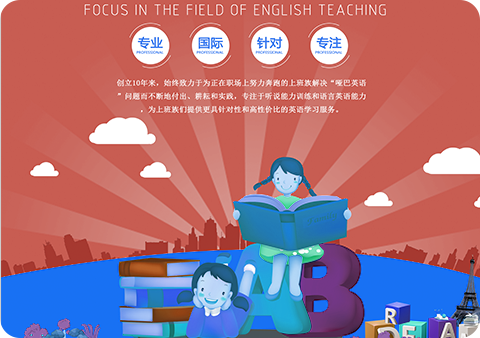 FOCUS IN THE FIELD OF ENGLISH TEACHING
专业 国际 针对 专注
PROFESSIONAL PROFESSIONAL PROFESSIONAL PROFESSIONAL
创立10年来，始终致力于为正在职场上努力奔跑的上班族解决“哑巴英语
”问题而不断地付出、耕耘和实践，专注于听说能力训练和语言英语能力
，为上班族们提供更具针对性和高性价比的英语学习服务。
AB
R
D E A